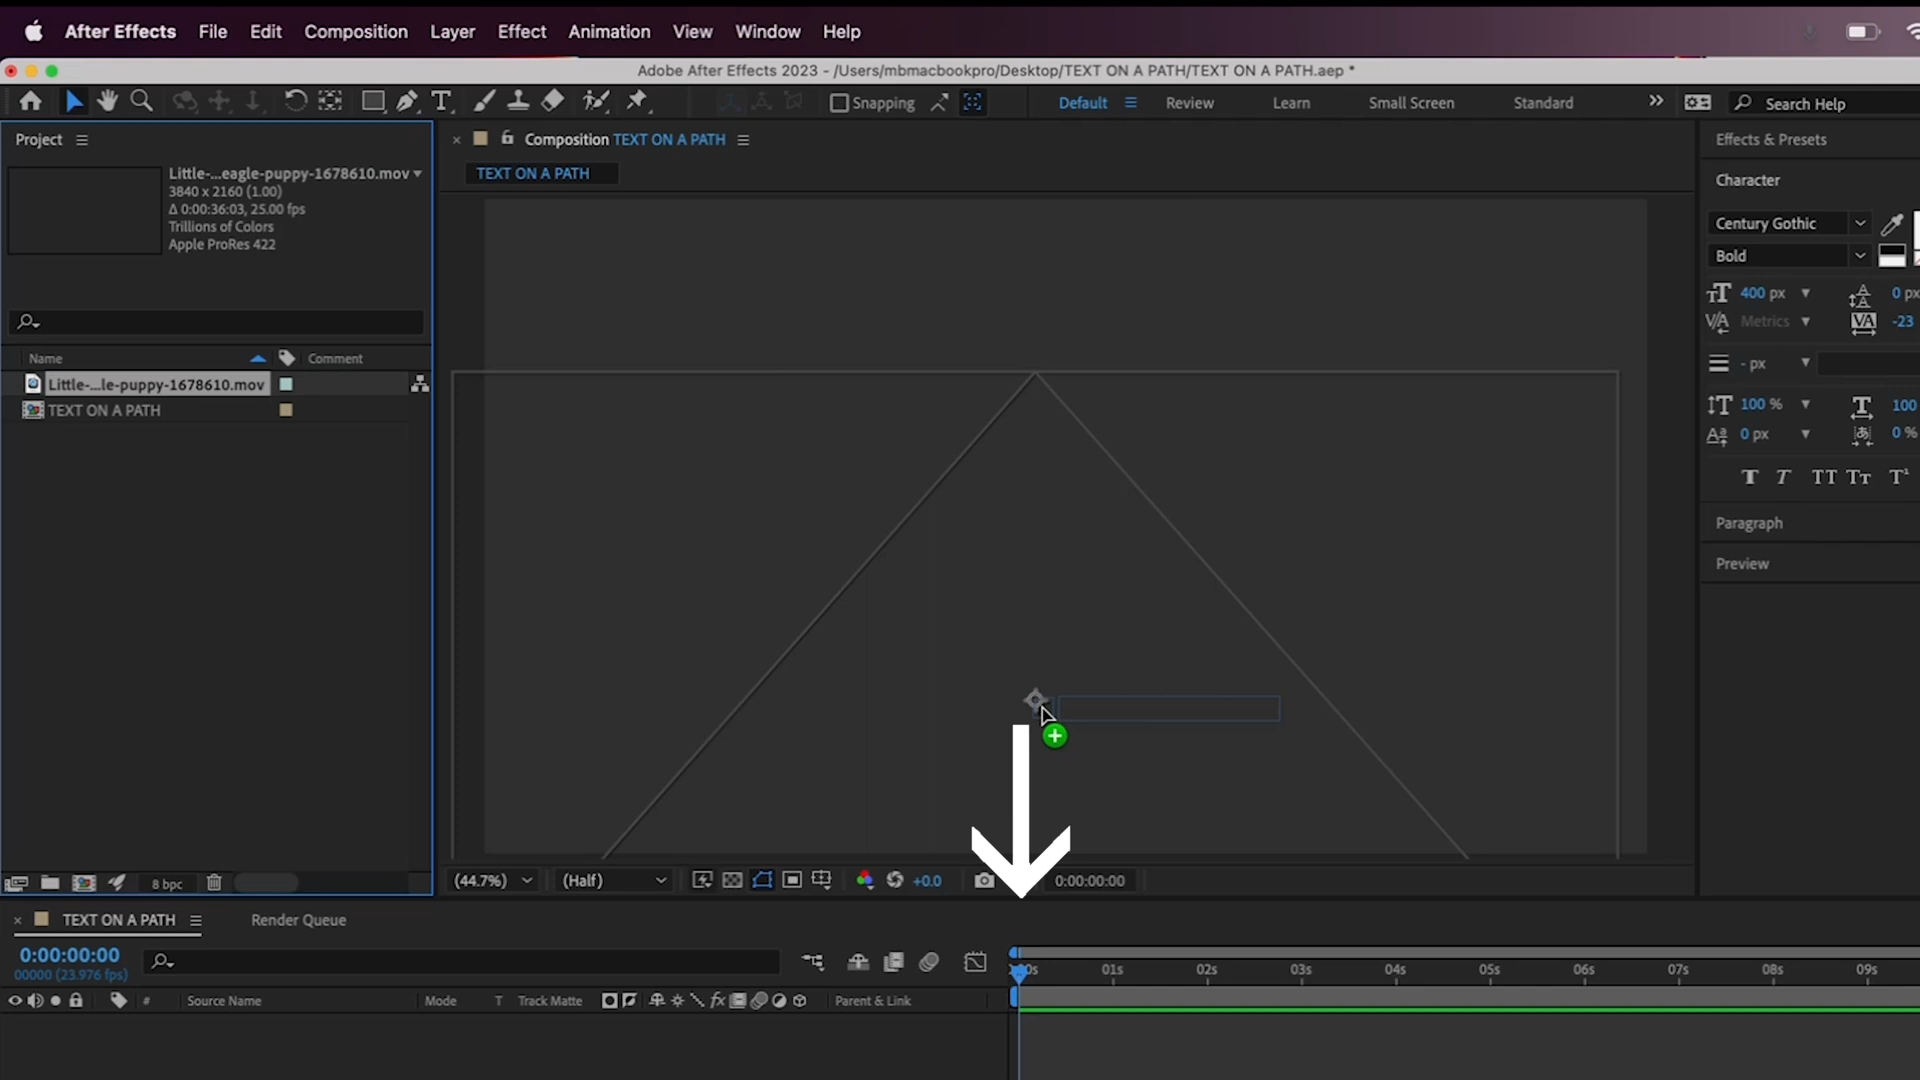 After Effects File Edit Composition Layer Effect Animation View Window Help
Adobe After Effects 2023 - /Users/mbmacbookpro/Desktop/TEXT ON A PATH/TEXT ON A PATH.aep *
Snapping
Default Review Learn Small Screen Standard Search Help
Project
Little-...eagle-puppy-1678610.mov
3840 x 2160 (1.00)
Δ 0:00:36:03, 25.00 fps
Trillions of Colors
Apple ProRes 422
Name Comment
Little-...le-puppy-1678610.mov
TEXT ON A PATH
8 bpc
Composition TEXT ON A PATH
TEXT ON A PATH
(44.7%) (Half) +0.0 0:00:00:00
Effects & Presets
Character
Century Gothic
Bold
400 px 0 px
Metrics -23
- px
100 % 100
0 px 0 %
T T TT Tт T¹
Paragraph
Preview
TEXT ON A PATH Render Queue
0:00:00:00
00000 (23.976 fps)
01s 02s 03s 04s 05s 06s 07s 08s 09s
# Source Name Mode T Track Matte fx Parent & Link